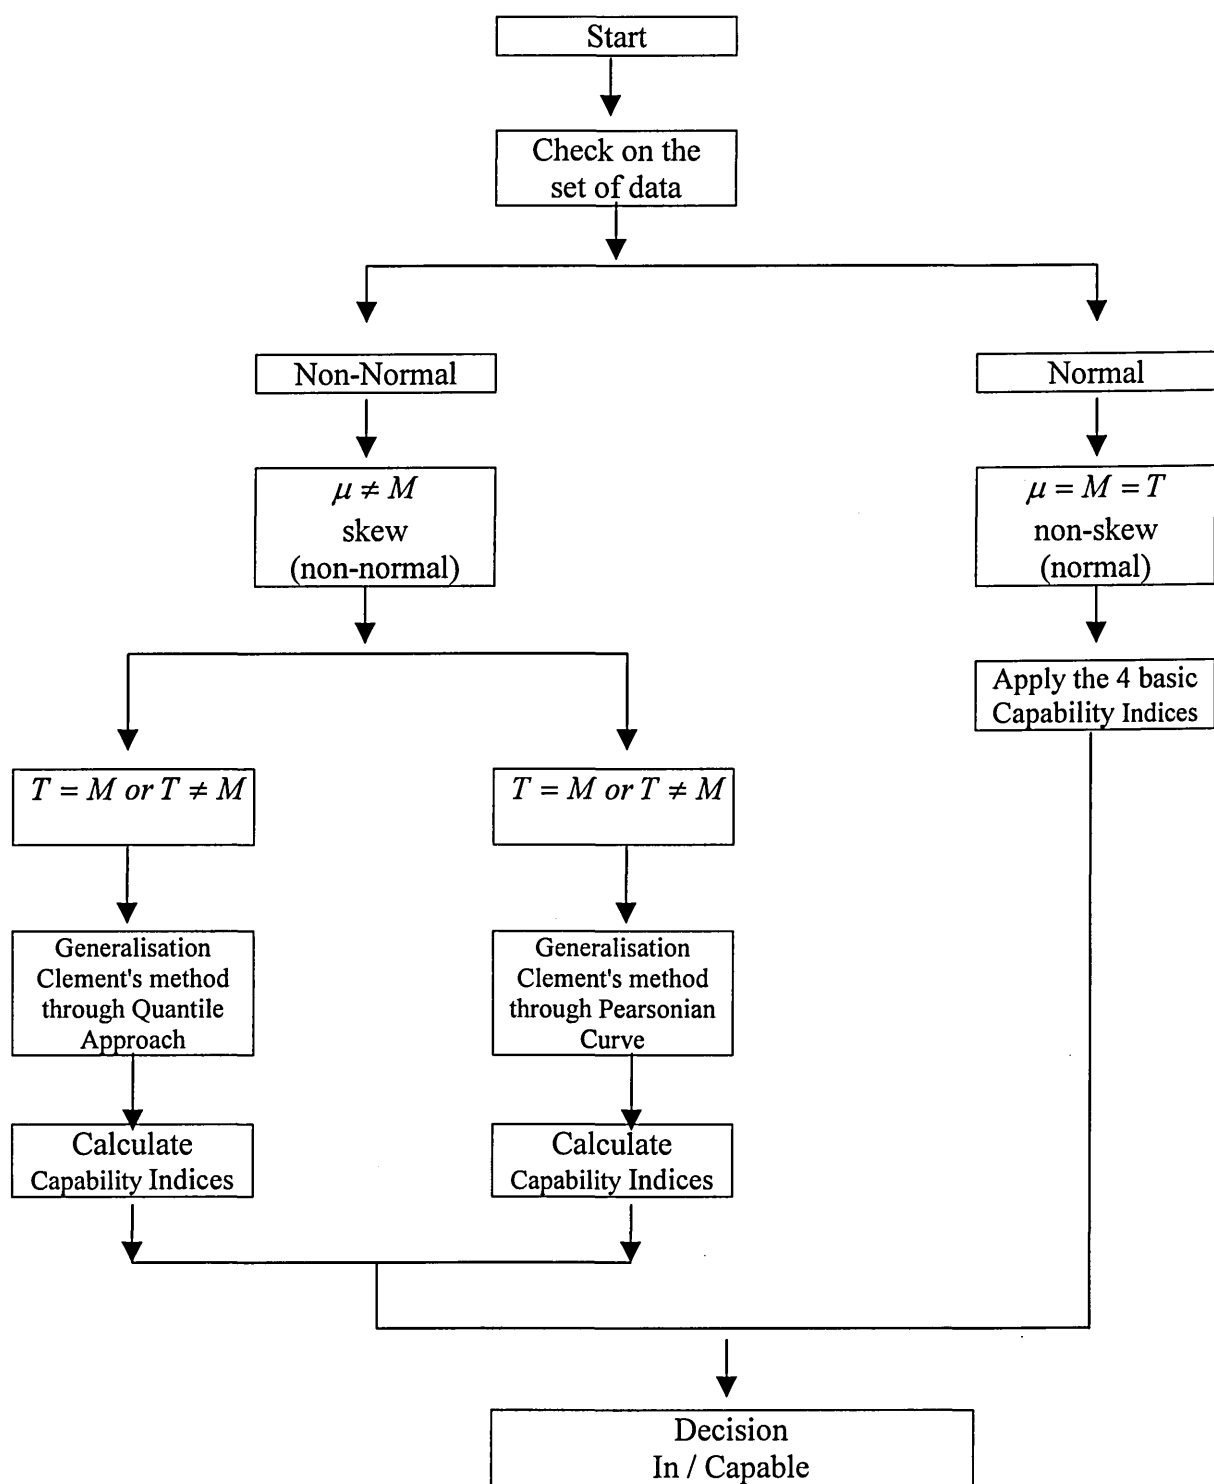 Start
Check on the
set of data
Non-Normal
Normal
μ ≠ M
skew
(non-normal)
μ = M = T
non-skew
(normal)
Apply the 4 basic
Capability Indices
T = M or T ≠ M
T = M or T ≠ M
Generalisation
Clement's method
through Quantile
Approach
Generalisation
Clement's method
through Pearsonian
Curve
Calculate
Capability Indices
Calculate
Capability Indices
Decision
In / Capable